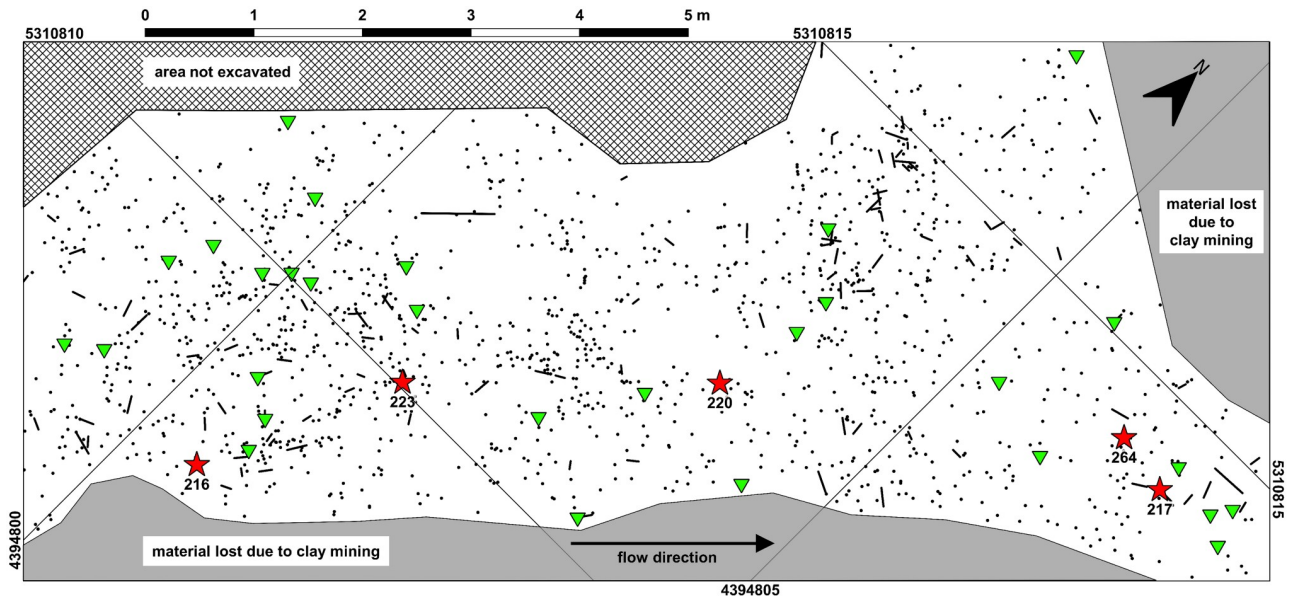 0 1 2 3 4 5 m
5310810 5310815
area not excavated
N
material lost
due to
clay mining
223 220
264
216
217
4394800
5310815
material lost due to clay mining
flow direction
4394805